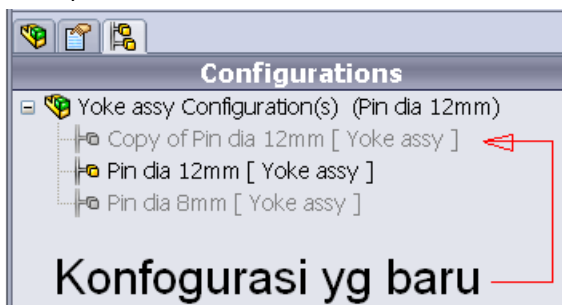 Configurations
Yoke assy Configuration(s) (Pin dia 12mm)
Copy of Pin dia 12mm [ Yoke assy ]
Pin dia 12mm [ Yoke assy ]
Pin dia 8mm [ Yoke assy ]
Konfogurasi yg baru